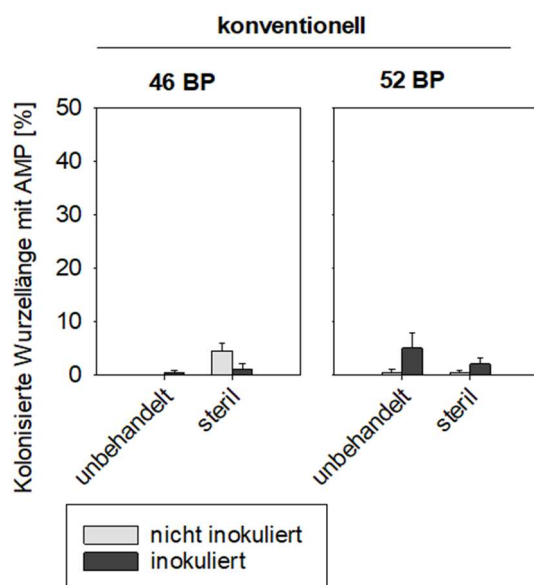 konventionell
46 BP
52 BP
Kolonisierte Wurzellänge mit AMP [%]
50
40
30
20
10
0
unbehandelt
steril
unbehandelt
steril
nicht inokuliert
inokuliert